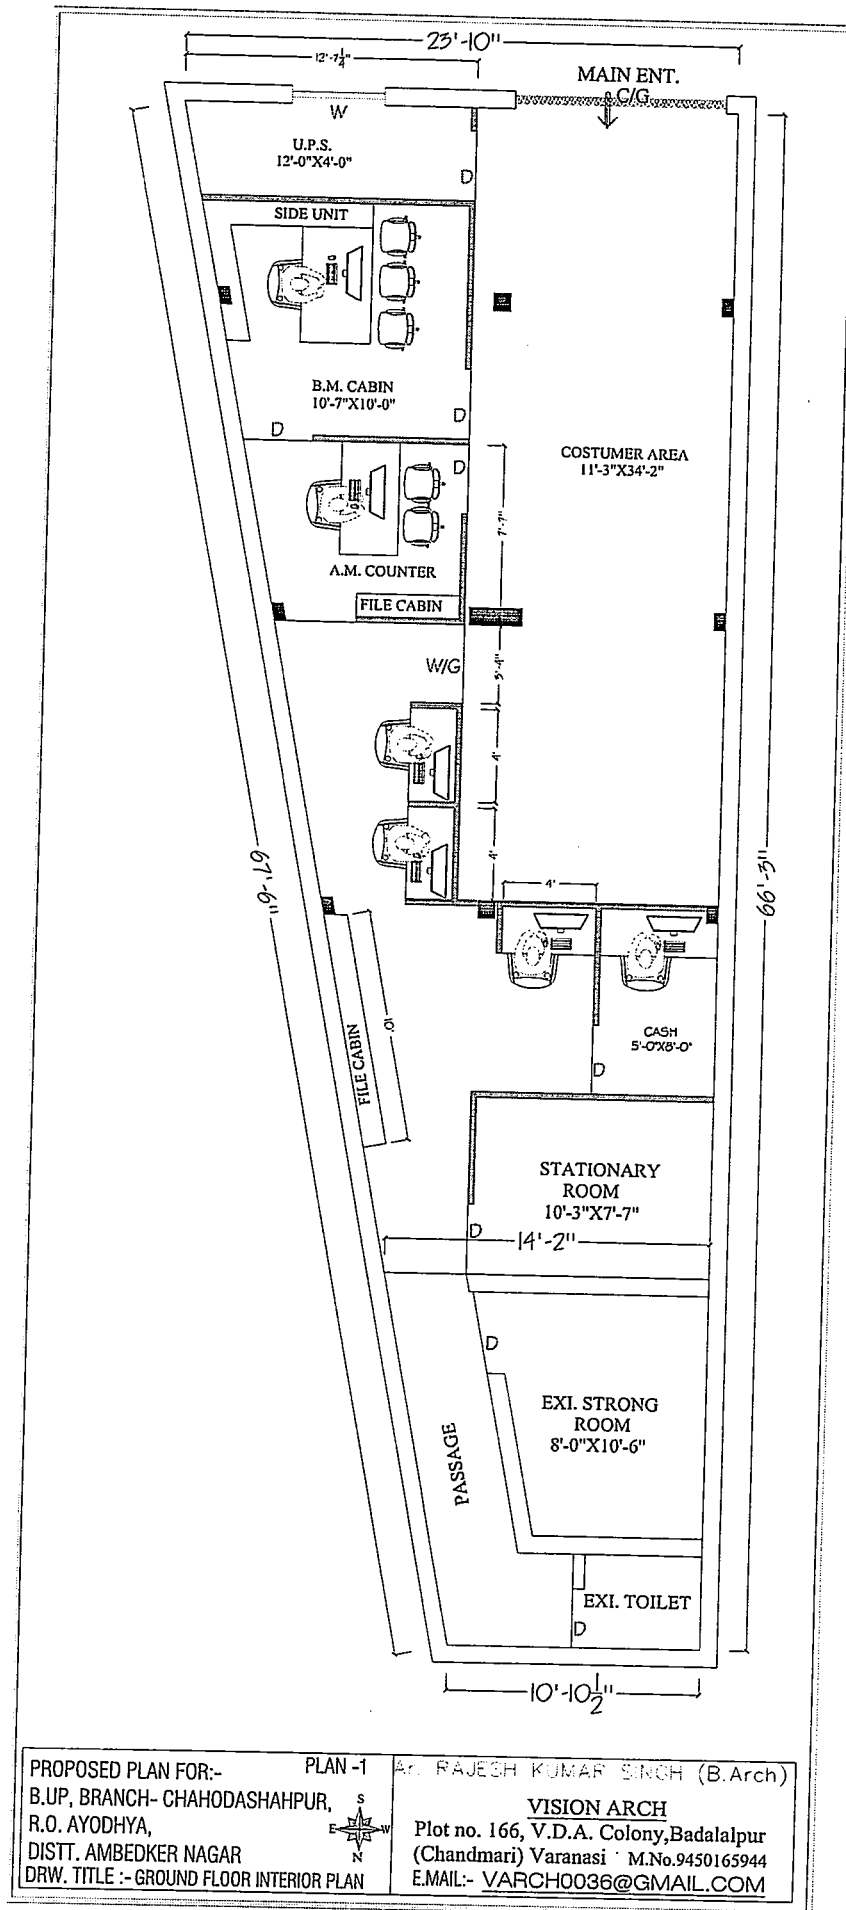 23'-10"
12'-7¼"
MAIN ENT.
C/G
W
U.P.S.
12'-0"X4'-0"
D
SIDE UNIT
B.M. CABIN
10'-7"X10'-0"
D
D
COSTUMER AREA
11'-3"X34'-2"
D
7'-7"
A.M. COUNTER
FILE CABIN
W/G
4'
4'
4'
67'-6"
66'-3"
CASH
5'-0"X8'-0"
D
FILE CABIN
10'
STATIONARY
ROOM
10'-3"X7'-7"
D
14'-2"
D
EXI. STRONG
ROOM
8'-0"X10'-6"
PASSAGE
EXI. TOILET
D
10'-10½"
PROPOSED PLAN FOR:- PLAN -1
B.UP, BRANCH- CHAHODASHAHPUR,
R.O. AYODHYA,
DISTT. AMBEDKER NAGAR
DRW. TITLE :- GROUND FLOOR INTERIOR PLAN
S
E W
N
Ar. RAJESH KUMAR SINGH (B.Arch)
VISION ARCH
Plot no. 166, V.D.A. Colony,Badalalpur
(Chandmari) Varanasi M.No.9450165944
E.MAIL:- VARCH0036@GMAIL.COM